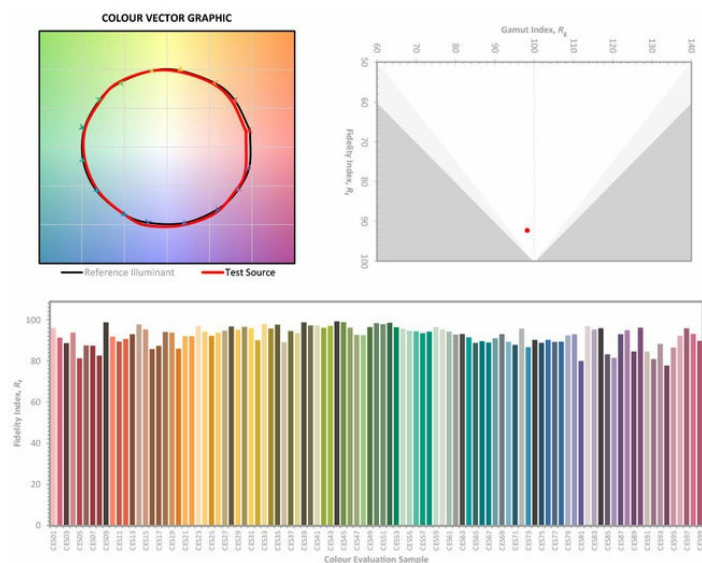 COLOUR VECTOR GRAPHIC
Reference Illuminant
Test Source
Gamut Index, Rg
60 70 80 90 100 110 120 130 140
Fidelity Index, Rf
50
60
70
80
90
100
Fidelity Index, Rf
100
80
60
40
20
0
CES01 CES03 CES05 CES07 CES09 CES11 CES13 CES15 CES17 CES19 CES21 CES23 CES25 CES27 CES29 CES31 CES33 CES35 CES37 CES39 CES41 CES43 CES45 CES47 CES49 CES51 CES53 CES55 CES57 CES59 CES61 CES63 CES65 CES67 CES69 CES71 CES73 CES75 CES77 CES79 CES81 CES83 CES85 CES87 CES89 CES91 CES93 CES95 CES97 CES99
Colour Evaluation Sample